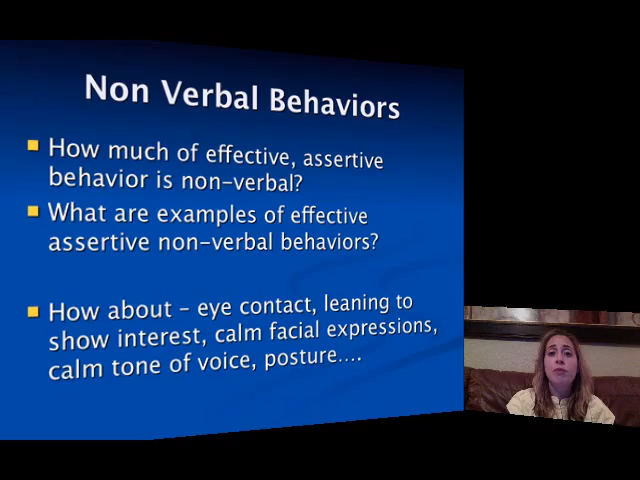 Non Verbal Behaviors
How much of effective, assertive
behavior is non-verbal?
What are examples of effective
assertive non-verbal behaviors?
How about – eye contact, leaning to
show interest, calm facial expressions,
calm tone of voice, posture….